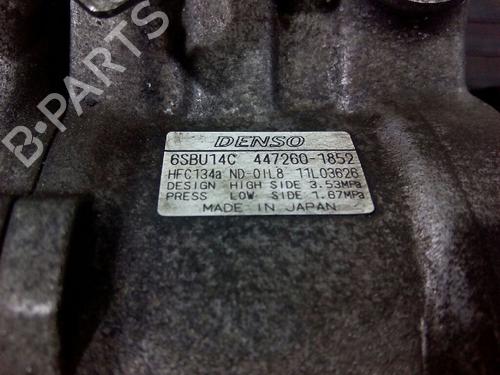 B-PARTS
DENSO
6SBU14C 447260-1852
HFC134a ND-OIL8 11L03626
DESIGN HIGH SIDE 3.53MPa
PRESS LOW SIDE 1.67MPa
MADE IN JAPAN